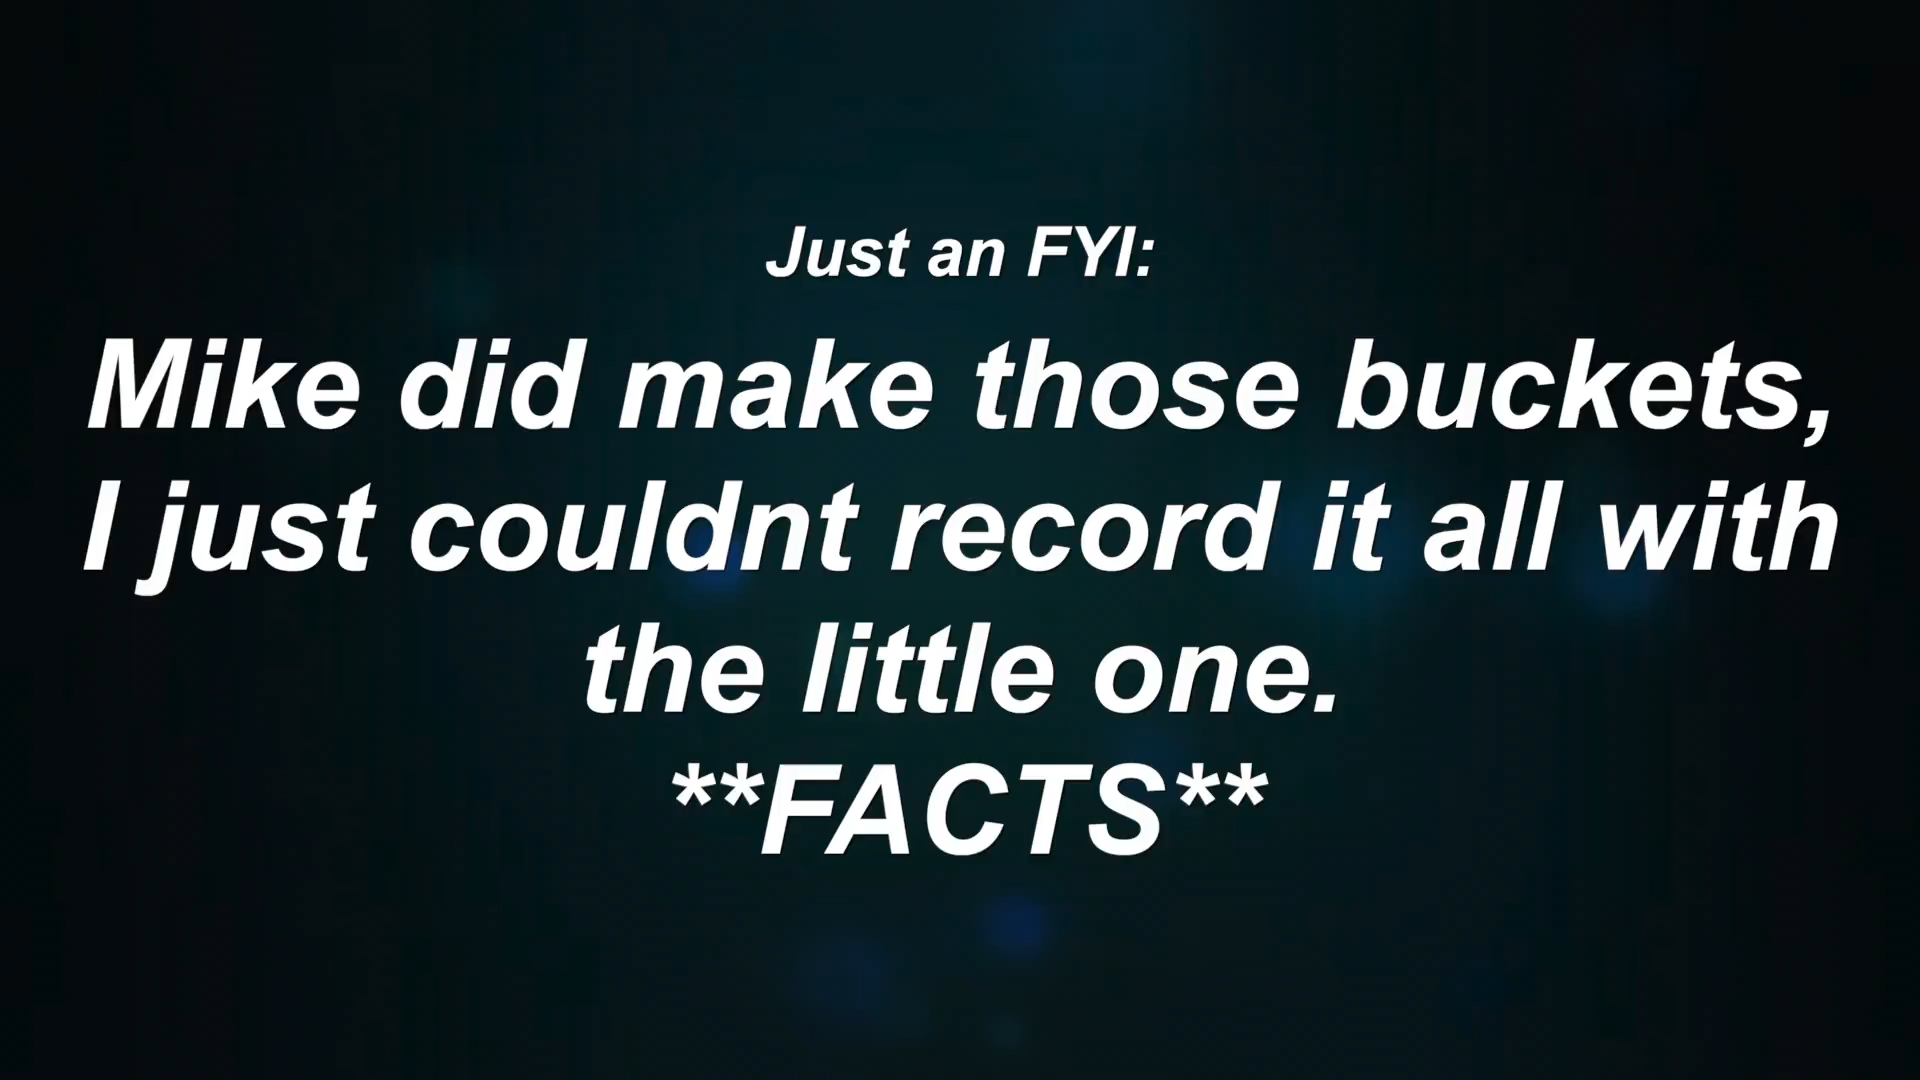 Just an FYI:
Mike did make those buckets,
I just couldnt record it all with
the little one.
**FACTS**